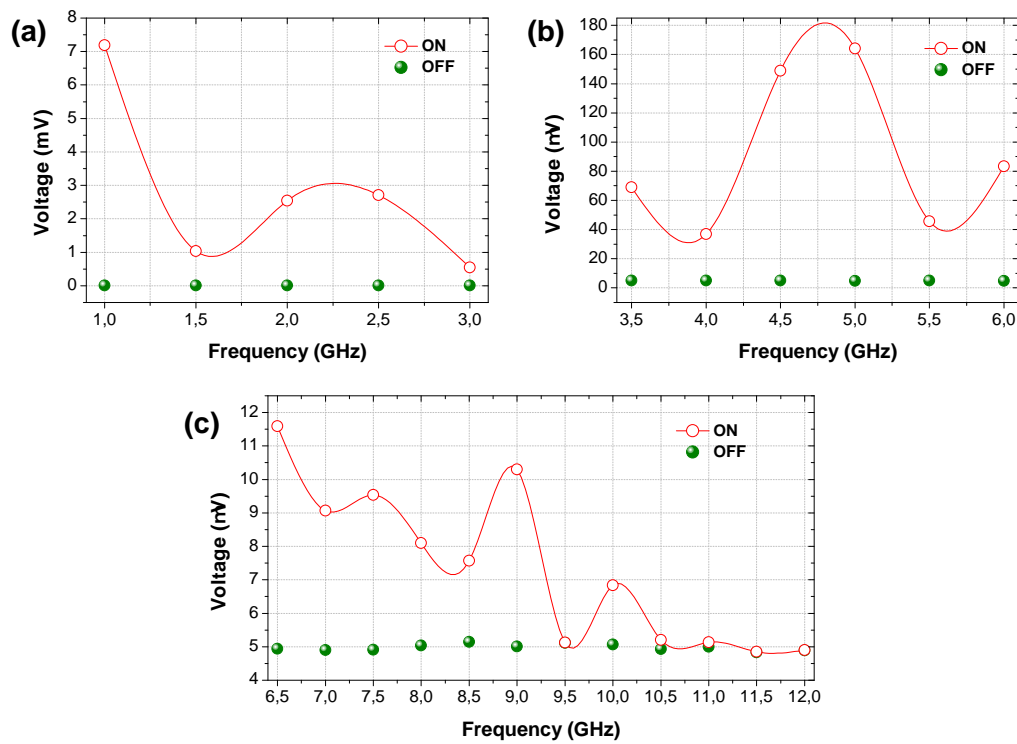 (a)
8
7
6
5
4
3
2
1
0
Voltage (mV)
ON
OFF
1,0 1,5 2,0 2,5 3,0
Frequency (GHz)
(b)
180
160
140
120
100
80
60
40
20
0
Voltage (mV)
ON
OFF
3,5 4,0 4,5 5,0 5,5 6,0
Frequency (GHz)
(c)
12
11
10
9
8
7
6
5
4
Voltage (mV)
ON
OFF
6,5 7,0 7,5 8,0 8,5 9,0 9,5 10,0 10,5 11,0 11,5 12,0
Frequency (GHz)